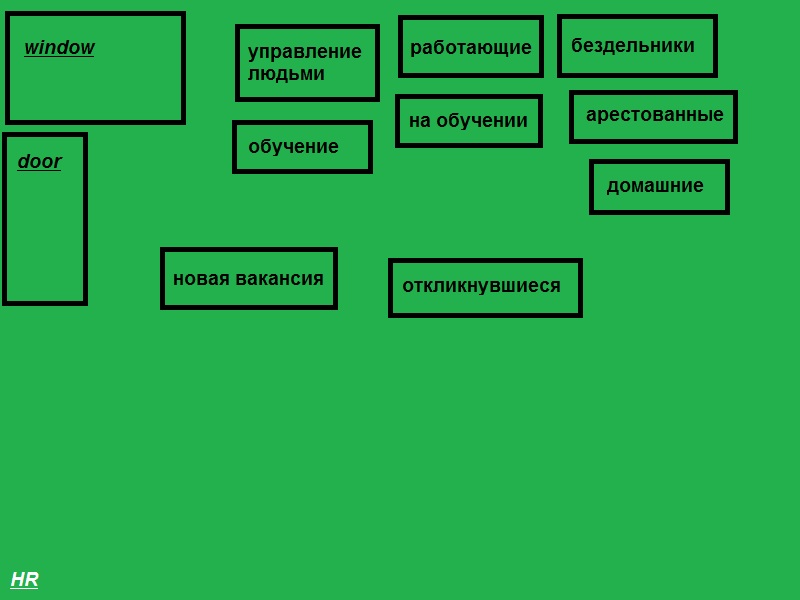 window
управление
людьми
работающие
бездельники
door
обучение
на обучении
арестованные
домашние
новая вакансия
откликнувшиеся
HR